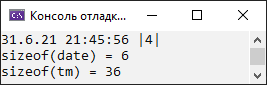 Консоль отладк...
31.6.21 21:45:56 |4|
sizeof(date) = 6
sizeof(tm) = 36